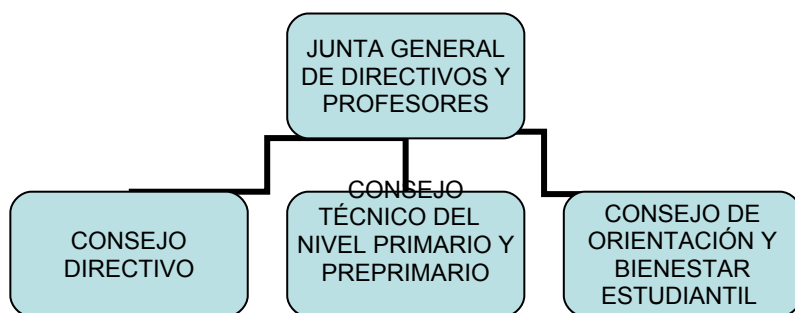 JUNTA GENERAL
DE DIRECTIVOS Y
PROFESORES
CONSEJO
DIRECTIVO
CONSEJO
TÉCNICO DEL
NIVEL PRIMARIO Y
PREPRIMARIO
CONSEJO DE
ORIENTACIÓN Y
BIENESTAR
ESTUDIANTIL